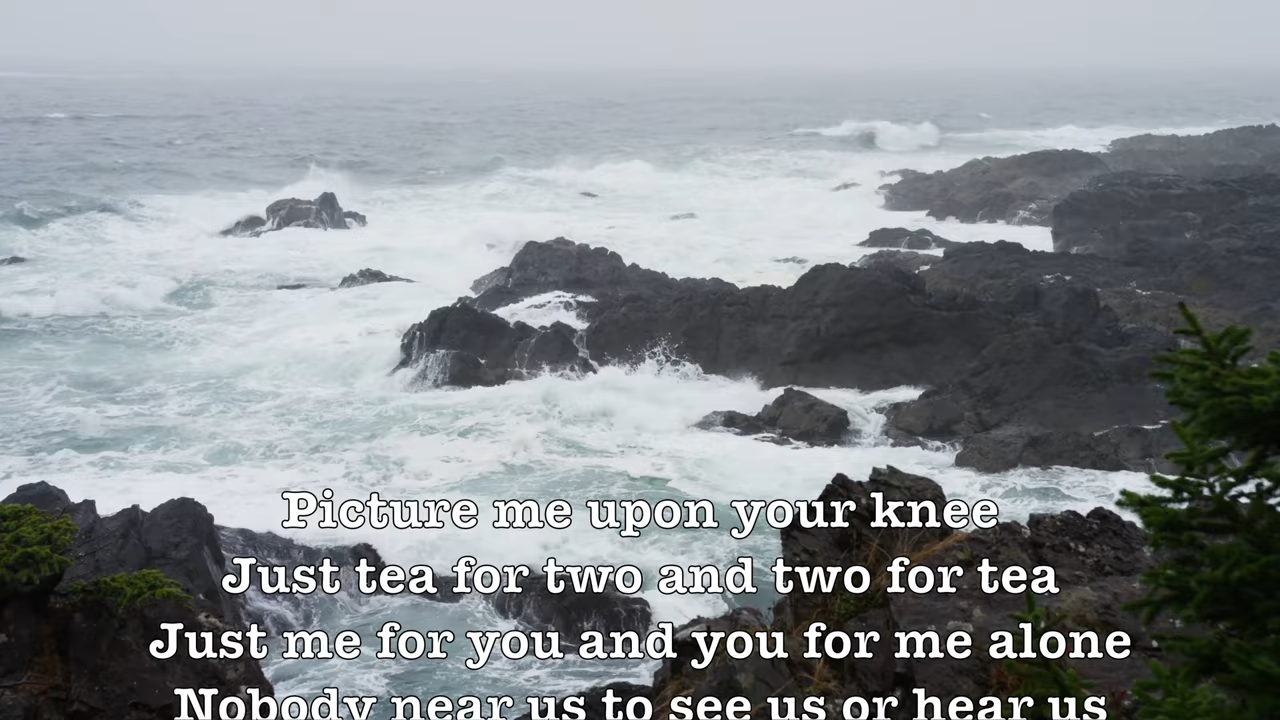 Picture me upon your knee
Just tea for two and two for tea
Just me for you and you for me alone
Nobody near us to see us or hear us